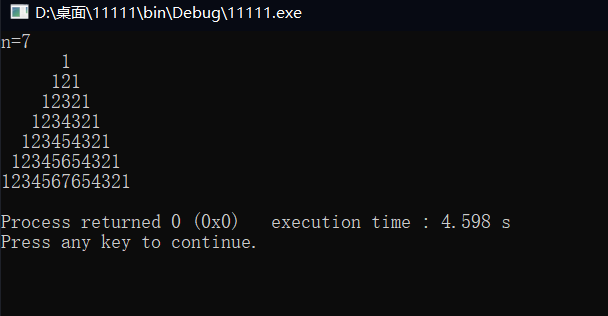 D:\桌面\11111\bin\Debug\11111.exe
n=7
      1
     121
    12321
   1234321
  123454321
 12345654321
1234567654321
Process returned 0 (0x0)   execution time : 4.598 s
Press any key to continue.